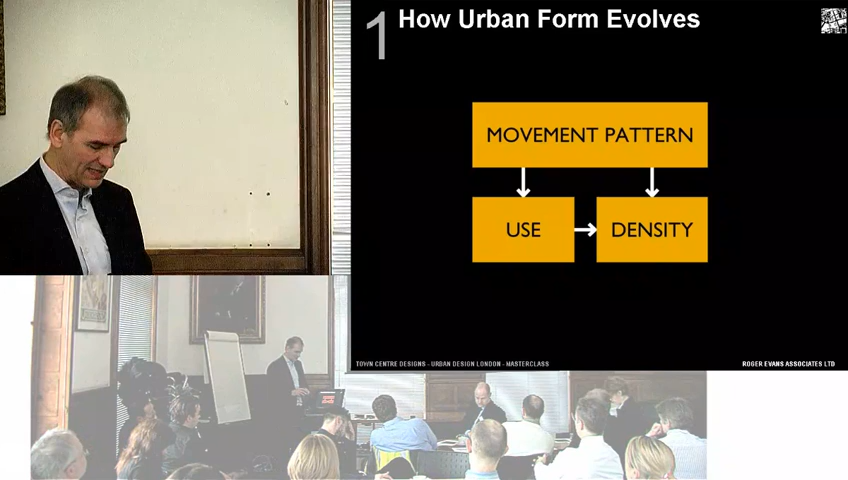 1 How Urban Form Evolves
MOVEMENT PATTERN
USE
DENSITY
TOWN CENTRE DESIGNS - URBAN DESIGN LONDON - MASTERCLASS
ROGER EVANS ASSOCIATES LTD